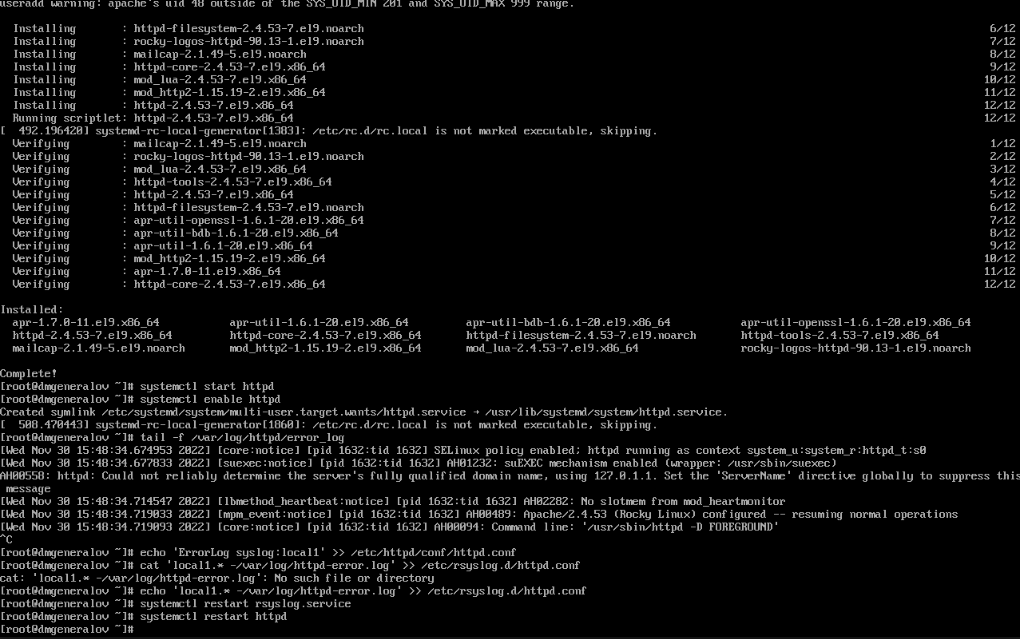 useradd warning: apache's uid 48 outside of the SYS_UID_MIN 201 and SYS_UID_MAX 999 range.
Installing : httpd-filesystem-2.4.53-7.el9.noarch 6/12
Installing : rocky-logos-httpd-90.13-1.el9.noarch 7/12
Installing : mailcap-2.1.49-5.el9.noarch 8/12
Installing : httpd-core-2.4.53-7.el9.x86_64 9/12
Installing : mod_lua-2.4.53-7.el9.x86_64 10/12
Installing : mod_http2-1.15.19-2.el9.x86_64 11/12
Installing : httpd-2.4.53-7.el9.x86_64 12/12
Running scriptlet: httpd-2.4.53-7.el9.x86_64 12/12
[  492.196420] systemd-rc-local-generator[1383]: /etc/rc.d/rc.local is not marked executable, skipping.
Verifying : mailcap-2.1.49-5.el9.noarch 1/12
Verifying : rocky-logos-httpd-90.13-1.el9.noarch 2/12
Verifying : mod_lua-2.4.53-7.el9.x86_64 3/12
Verifying : httpd-tools-2.4.53-7.el9.x86_64 4/12
Verifying : httpd-2.4.53-7.el9.x86_64 5/12
Verifying : httpd-filesystem-2.4.53-7.el9.noarch 6/12
Verifying : apr-util-openssl-1.6.1-20.el9.x86_64 7/12
Verifying : apr-util-bdb-1.6.1-20.el9.x86_64 8/12
Verifying : apr-util-1.6.1-20.el9.x86_64 9/12
Verifying : mod_http2-1.15.19-2.el9.x86_64 10/12
Verifying : apr-1.7.0-11.el9.x86_64 11/12
Verifying : httpd-core-2.4.53-7.el9.x86_64 12/12
Installed:
apr-1.7.0-11.el9.x86_64 apr-util-1.6.1-20.el9.x86_64 apr-util-bdb-1.6.1-20.el9.x86_64 apr-util-openssl-1.6.1-20.el9.x86_64
httpd-2.4.53-7.el9.x86_64 httpd-core-2.4.53-7.el9.x86_64 httpd-filesystem-2.4.53-7.el9.noarch httpd-tools-2.4.53-7.el9.x86_64
mailcap-2.1.49-5.el9.noarch mod_http2-1.15.19-2.el9.x86_64 mod_lua-2.4.53-7.el9.x86_64 rocky-logos-httpd-90.13-1.el9.noarch
Complete!
[root@dmgeneralov ~]# systemctl start httpd
[root@dmgeneralov ~]# systemctl enable httpd
Created symlink /etc/systemd/system/multi-user.target.wants/httpd.service → /usr/lib/systemd/system/httpd.service.
[  508.470443] systemd-rc-local-generator[1860]: /etc/rc.d/rc.local is not marked executable, skipping.
[root@dmgeneralov ~]# tail -f /var/log/httpd/error_log
[Wed Nov 30 15:48:34.674953 2022] [core:notice] [pid 1632:tid 1632] SELinux policy enabled; httpd running as context system_u:system_r:httpd_t:s0
[Wed Nov 30 15:48:34.677833 2022] [suexec:notice] [pid 1632:tid 1632] AH01232: suEXEC mechanism enabled (wrapper: /usr/sbin/suexec)
AH00558: httpd: Could not reliably determine the server's fully qualified domain name, using 127.0.1.1. Set the 'ServerName' directive globally to suppress this
message
[Wed Nov 30 15:48:34.714547 2022] [lbmethod_heartbeat:notice] [pid 1632:tid 1632] AH02282: No slotmem from mod_heartmonitor
[Wed Nov 30 15:48:34.719033 2022] [mpm_event:notice] [pid 1632:tid 1632] AH00489: Apache/2.4.53 (Rocky Linux) configured -- resuming normal operations
[Wed Nov 30 15:48:34.719093 2022] [core:notice] [pid 1632:tid 1632] AH00094: Command line: '/usr/sbin/httpd -D FOREGROUND'
^C
[root@dmgeneralov ~]# echo 'ErrorLog syslog:local1' >> /etc/httpd/conf/httpd.conf
[root@dmgeneralov ~]# cat 'local1.* -/var/log/httpd-error.log' >> /etc/rsyslog.d/httpd.conf
cat: 'local1.* -/var/log/httpd-error.log': No such file or directory
[root@dmgeneralov ~]# echo 'local1.* -/var/log/httpd-error.log' >> /etc/rsyslog.d/httpd.conf
[root@dmgeneralov ~]# systemctl restart rsyslog.service
[root@dmgeneralov ~]# systemctl restart httpd
[root@dmgeneralov ~]#